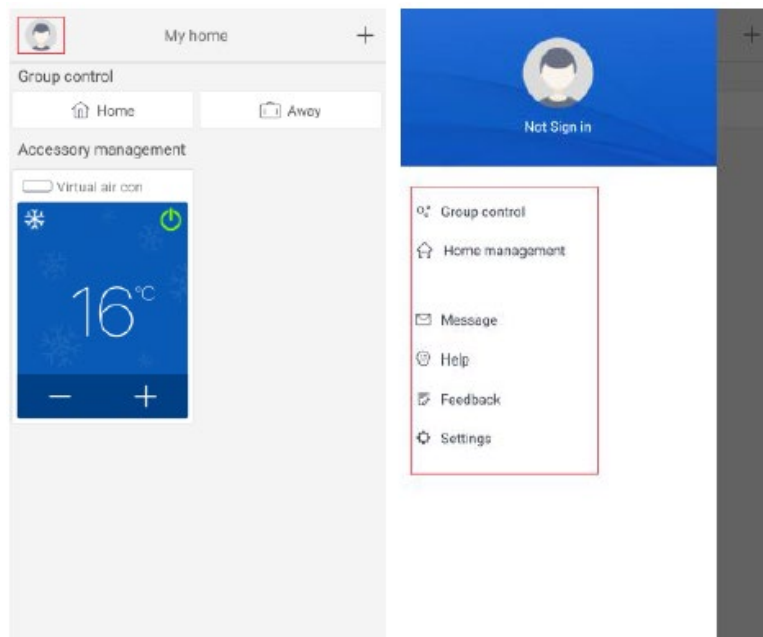 My home
Group control
Home
Away
Accessory management
Virtual air con
16°C
Not Sign in
Group control
Home management
Message
Help
Feedback
Settings